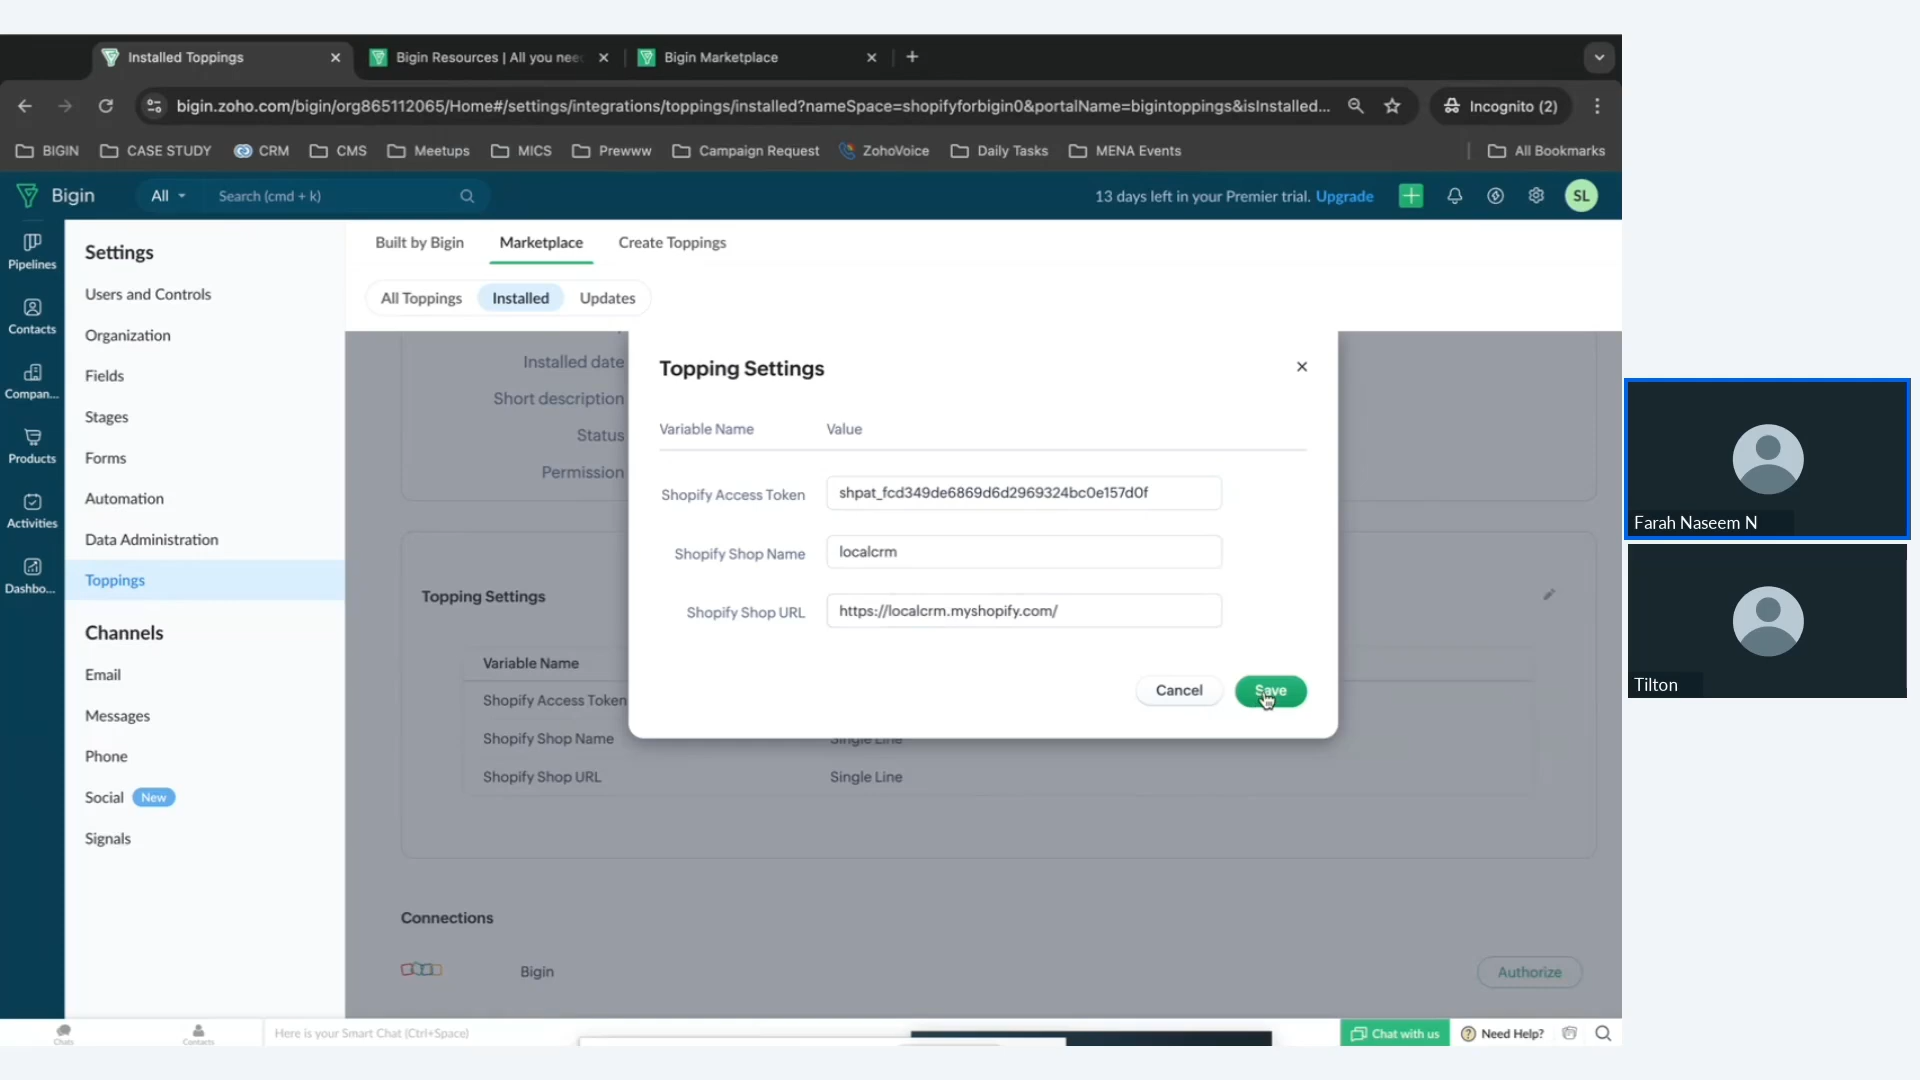 Installed Toppings
Bigin Resources | All you nee
Bigin Marketplace
bigin.zoho.com/bigin/org865112065/Home#/settings/integrations/toppings/installed?nameSpace=shopifyforbigin0&portalName=bigintoppings&isInstalled...
Incognito (2)
BIGIN
CASE STUDY
CRM
CMS
Meetups
MICS
Prewww
Campaign Request
ZohoVoice
Daily Tasks
MENA Events
All Bookmarks
Bigin
All
Search (cmd + k)
13 days left in your Premier trial. Upgrade
SL
Pipelines
Contacts
Compan...
Products
Activities
Dashbo...
Settings
Users and Controls
Organization
Fields
Stages
Forms
Automation
Data Administration
Toppings
Channels
Email
Messages
Phone
Social New
Signals
Built by Bigin
Marketplace
Create Toppings
All Toppings
Installed
Updates
Installed date
Short description
Status
Permission
Topping Settings
Variable Name
Shopify Access Token
Shopify Shop Name Single Line
Shopify Shop URL Single Line
Connections
Bigin
Authorize
Topping Settings
Variable Name Value
Shopify Access Token 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
Shopify Shop Name localcrm
Shopify Shop URL https://localcrm.myshopify.com/
Cancel
Save
Chats
Contacts
Here is your Smart Chat (Ctrl+Space)
Chat with us
Need Help?
Farah Naseem N
Tilton